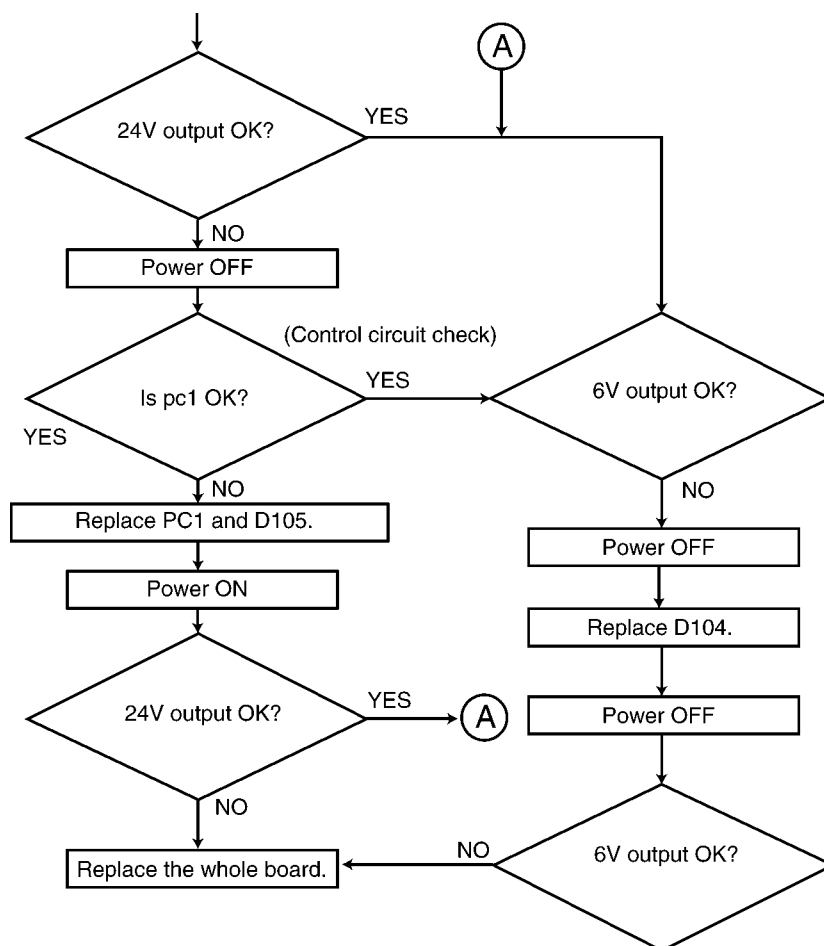 A
24V output OK?
YES
NO
Power OFF
(Control circuit check)
Is pc1 OK?
YES
YES
6V output OK?
NO
NO
Replace PC1 and D105.
Power OFF
Power ON
Replace D104.
24V output OK?
YES
A
Power OFF
NO
Replace the whole board.
NO
6V output OK?